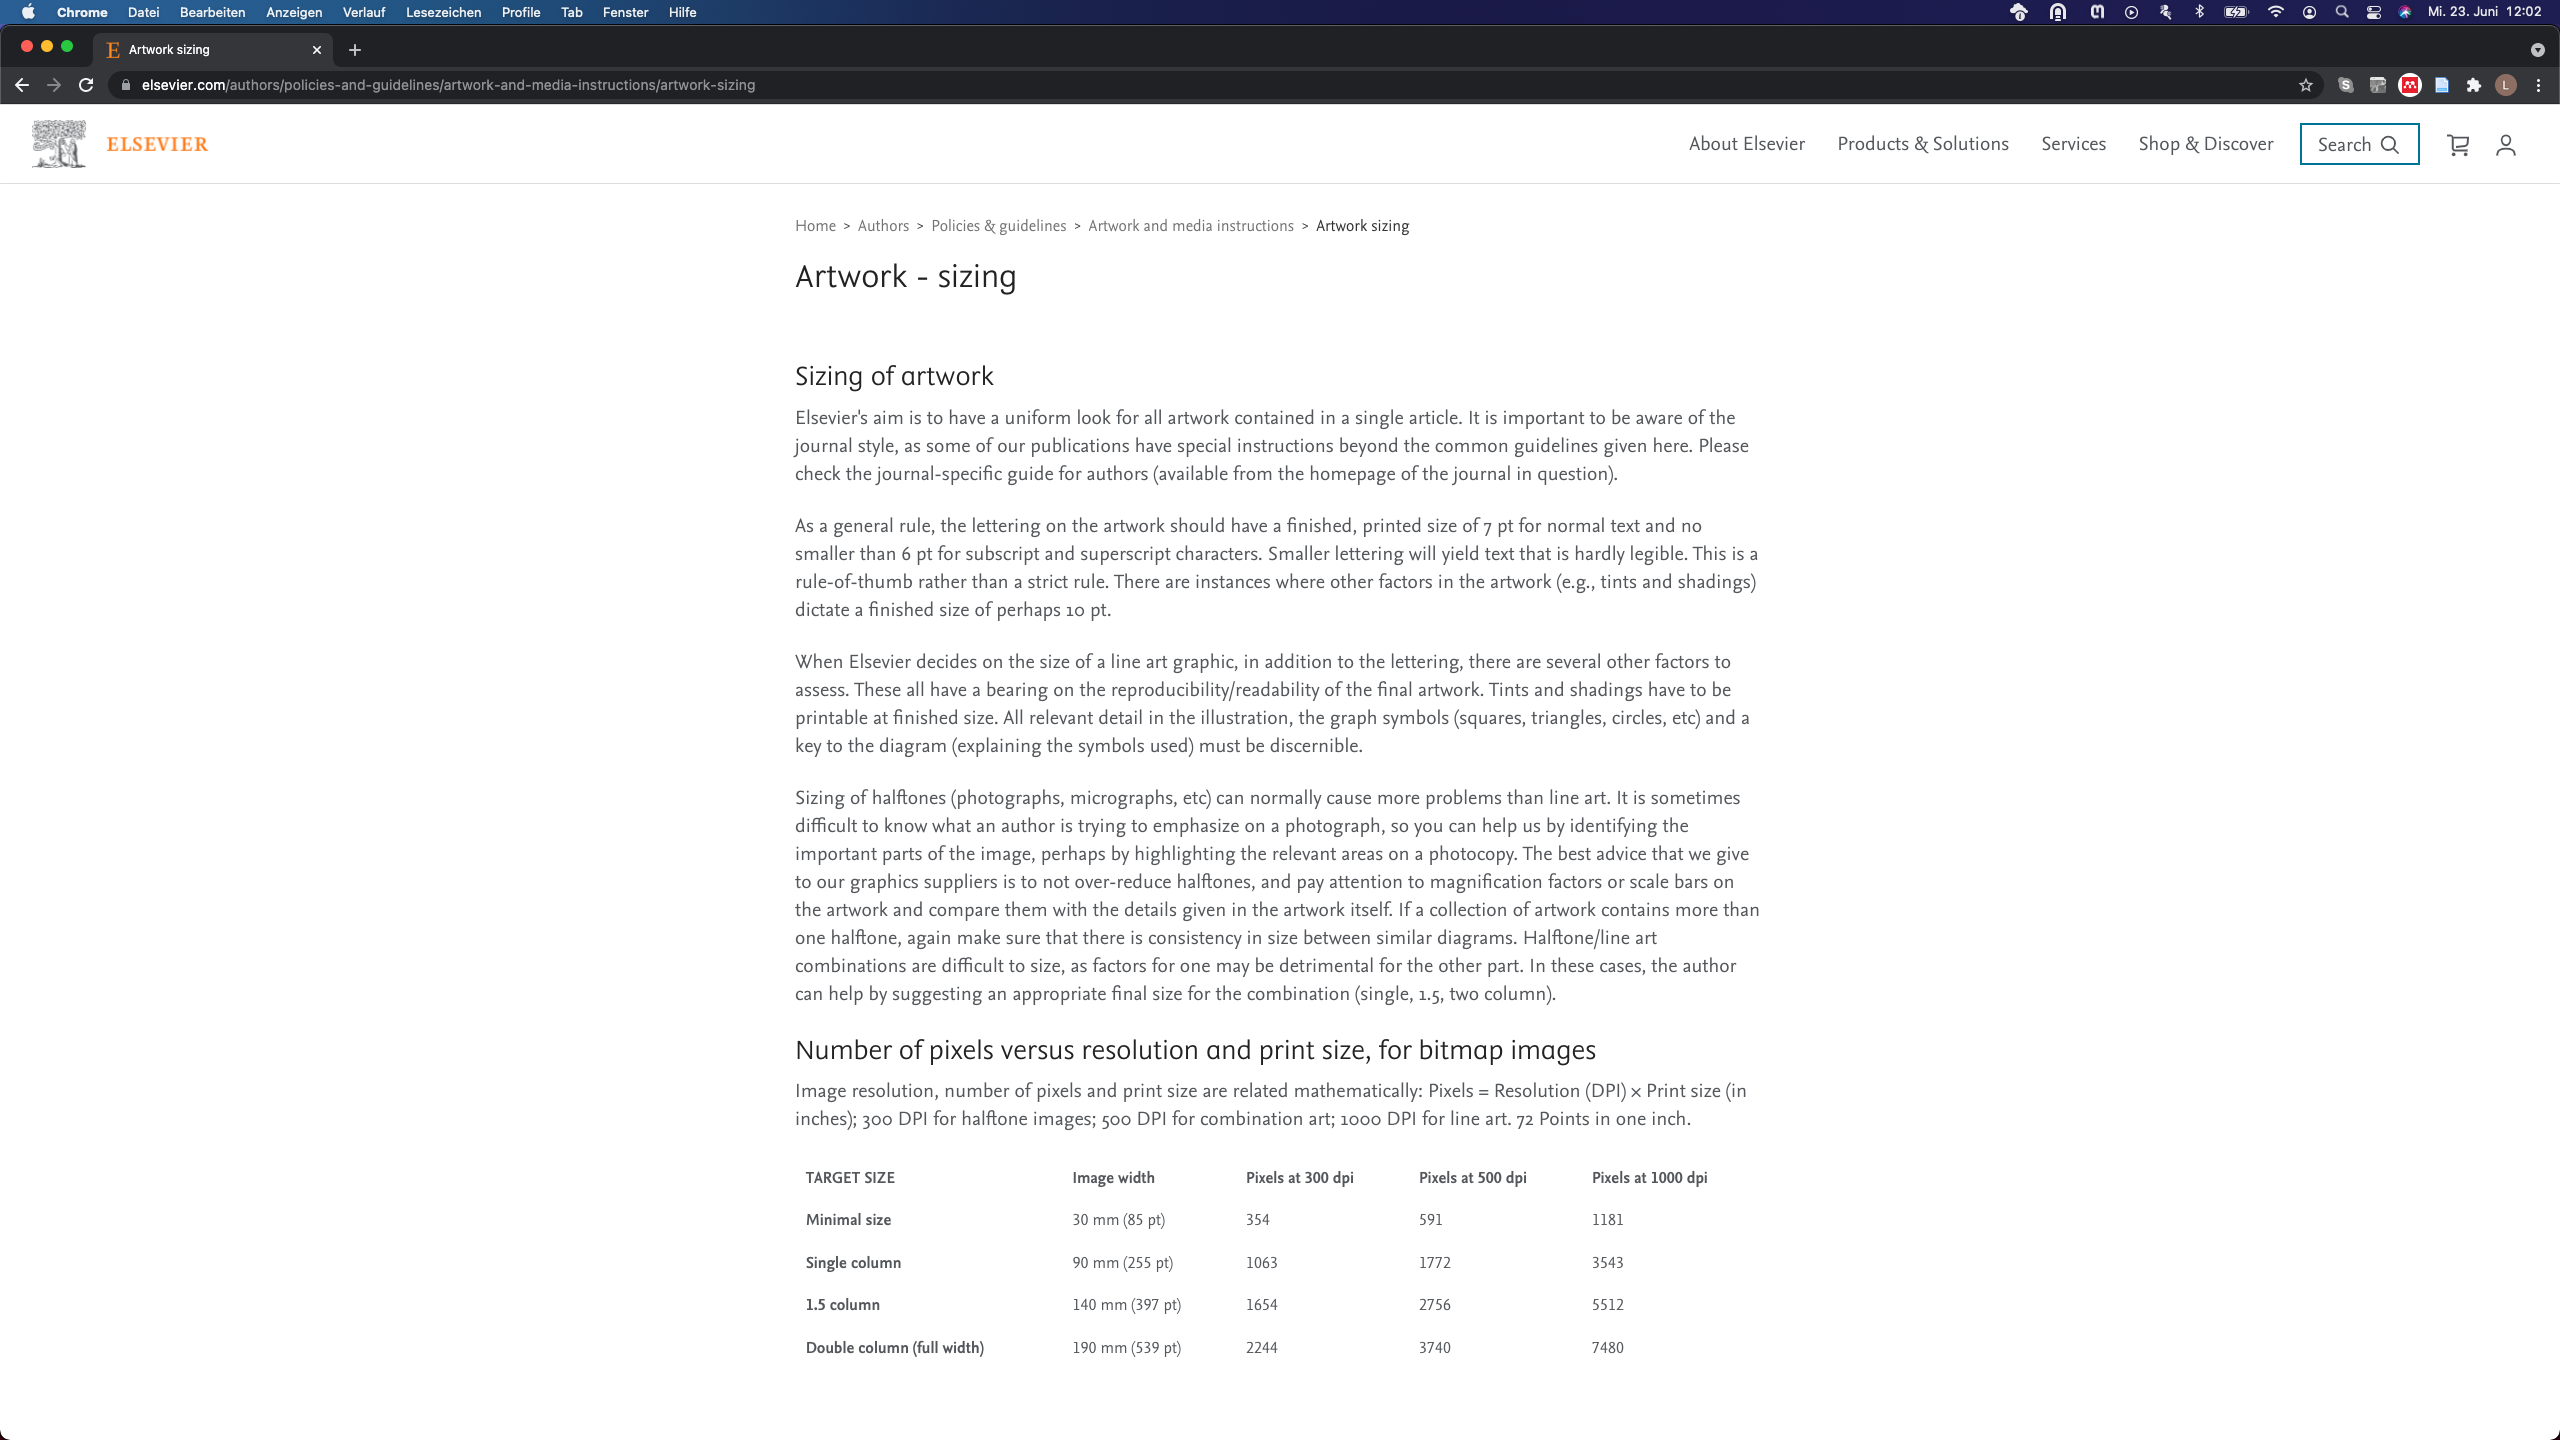 Chrome Datei Bearbeiten Anzeigen Verlauf Lesezeichen Profile Tab Fenster Hilfe Mi. 23. Juni 12:02
Artwork sizing
elsevier.com/authors/policies-and-guidelines/artwork-and-media-instructions/artwork-sizing
L
ELSEVIER About Elsevier Products & Solutions Services Shop & Discover Search
Home > Authors > Policies & guidelines > Artwork and media instructions > Artwork sizing
Artwork - sizing
Sizing of artwork
Elsevier's aim is to have a uniform look for all artwork contained in a single article. It is important to be aware of the
journal style, as some of our publications have special instructions beyond the common guidelines given here. Please
check the journal-specific guide for authors (available from the homepage of the journal in question).
As a general rule, the lettering on the artwork should have a finished, printed size of 7 pt for normal text and no
smaller than 6 pt for subscript and superscript characters. Smaller lettering will yield text that is hardly legible. This is a
rule-of-thumb rather than a strict rule. There are instances where other factors in the artwork (e.g., tints and shadings)
dictate a finished size of perhaps 10 pt.
When Elsevier decides on the size of a line art graphic, in addition to the lettering, there are several other factors to
assess. These all have a bearing on the reproducibility/readability of the final artwork. Tints and shadings have to be
printable at finished size. All relevant detail in the illustration, the graph symbols (squares, triangles, circles, etc) and a
key to the diagram (explaining the symbols used) must be discernible.
Sizing of halftones (photographs, micrographs, etc) can normally cause more problems than line art. It is sometimes
difficult to know what an author is trying to emphasize on a photograph, so you can help us by identifying the
important parts of the image, perhaps by highlighting the relevant areas on a photocopy. The best advice that we give
to our graphics suppliers is to not over-reduce halftones, and pay attention to magnification factors or scale bars on
the artwork and compare them with the details given in the artwork itself. If a collection of artwork contains more than
one halftone, again make sure that there is consistency in size between similar diagrams. Halftone/line art
combinations are difficult to size, as factors for one may be detrimental for the other part. In these cases, the author
can help by suggesting an appropriate final size for the combination (single, 1.5, two column).
Number of pixels versus resolution and print size, for bitmap images
Image resolution, number of pixels and print size are related mathematically: Pixels = Resolution (DPI) × Print size (in
inches); 300 DPI for halftone images; 500 DPI for combination art; 1000 DPI for line art. 72 Points in one inch.
TARGET SIZE Image width Pixels at 300 dpi Pixels at 500 dpi Pixels at 1000 dpi
Minimal size 30 mm (85 pt) 354 591 1181
Single column 90 mm (255 pt) 1063 1772 3543
1.5 column 140 mm (397 pt) 1654 2756 5512
Double column (full width) 190 mm (539 pt) 2244 3740 7480